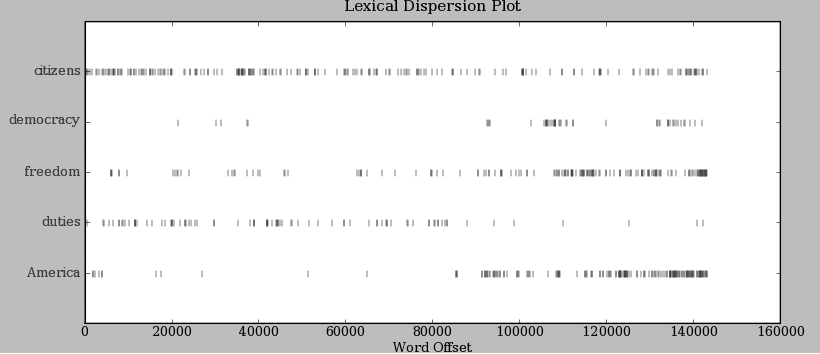 Lexical Dispersion Plot
citizens
democracy
freedom
duties
America
0 20000 40000 60000 80000 100000 120000 140000 160000
Word Offset